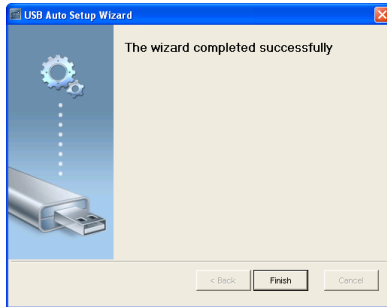 USB Auto Setup Wizard
The wizard completed successfully
< Back Finish Cancel